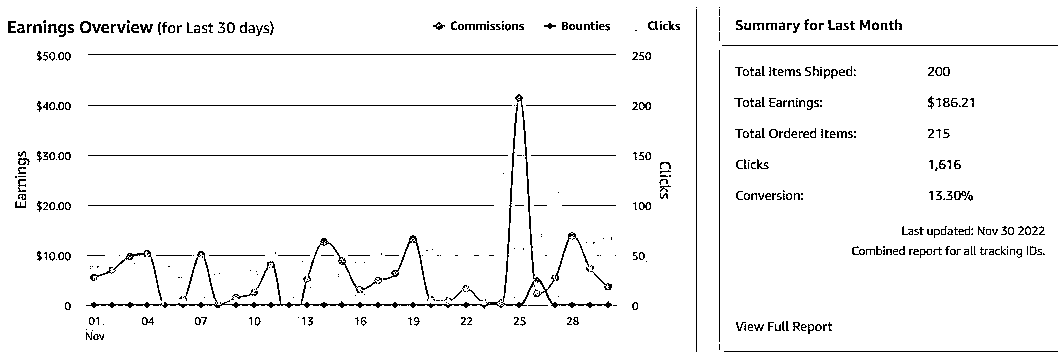 Earnings Overview (for Last 30 days)
Commissions Bounties Clicks
$50.00 250
$40.00 200
$30.00 150
$20.00 100
$10.00 50
0 0
Earnings
Clicks
01. 04 07 10 13 16 19 22 25 28
Nov
Summary for Last Month
Total Items Shipped: 200
Total Earnings: $186.21
Total Ordered Items: 215
Clicks 1,616
Conversion: 13.30%
Last updated: Nov 30 2022
Combined report for all tracking IDs.
View Full Report